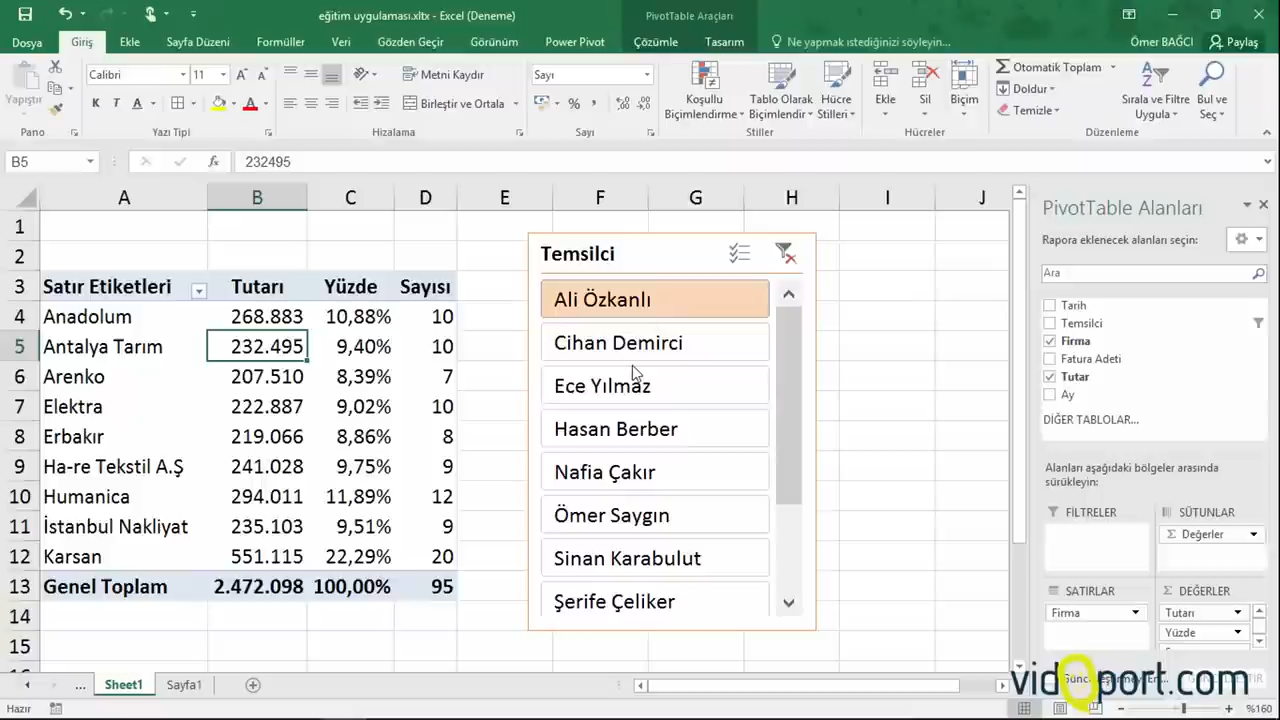 eğitim uygulaması.xltx - Excel (Deneme)
PivotTable Araçları
Dosya Giriş Ekle Sayfa Düzeni Formüller Veri Gözden Geçir Görünüm Power Pivot Çözümle Tasarım Ne yapmak istediğinizi söyleyin... Ömer BAĞCI Paylaş
Yapıştır
Calibri 11
K T A
Metni Kaydır
Birleştir ve Ortala
Sayı
Koşullu Biçimlendirme
Tablo Olarak Biçimlendir
Hücre Stilleri
Ekle Sil Biçim
Otomatik Toplam
Doldur
Temizle
Sırala ve Filtre Uygula
Bul ve Seç
Pano Yazı Tipi Hizalama Sayı Stiller Hücreler Düzenleme
B5 fx 232495
A B C D E F G H I J
1
2
3 Satır Etiketleri Tutarı Yüzde Sayısı
4 Anadolum 268.883 10,88% 10
5 Antalya Tarım 232.495 9,40% 10
6 Arenko 207.510 8,39% 7
7 Elektra 222.887 9,02% 10
8 Erbakır 219.066 8,86% 8
9 Ha-re Tekstil A.Ş 241.028 9,75% 9
10 Humanica 294.011 11,89% 12
11 İstanbul Nakliyat 235.103 9,51% 9
12 Karsan 551.115 22,29% 20
13 Genel Toplam 2.472.098 100,00% 95
14
15
Temsilci
Ali Özkanlı
Cihan Demirci
Ece Yılmaz
Hasan Berber
Nafia Çakır
Ömer Saygın
Sinan Karabulut
Şerife Çeliker
PivotTable Alanları
Rapora eklenecek alanları seçin:
Ara
Tarih
Temsilci
Firma
Fatura Adeti
Tutar
Ay
DİĞER TABLOLAR...
Alanları aşağıdaki bölgeler arasında
sürükleyin:
FİLTRELER SÜTUNLAR
Σ Değerler
SATIRLAR Σ DEĞERLER
Firma Tutarı
Yüzde
... Sheet1 Sayfa1
vidOport.com
Hazır %160